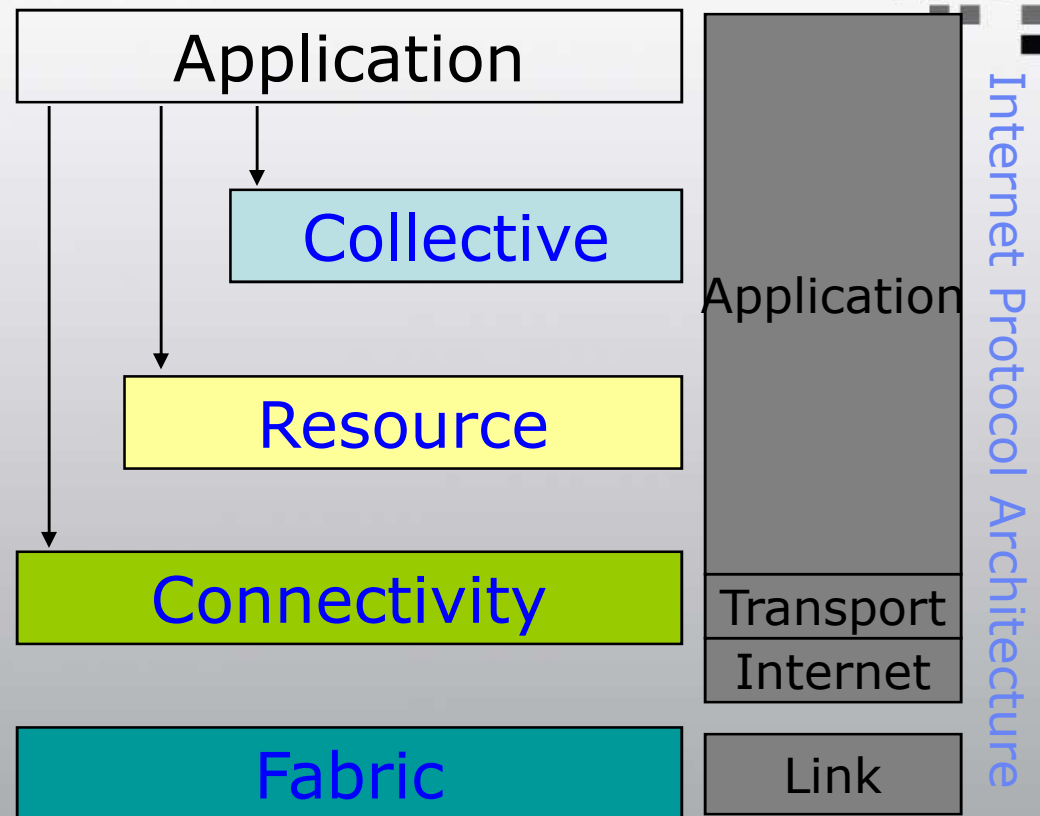 Application
Collective
Resource
Connectivity
Fabric
Application
Transport
Internet
Link
Internet Protocol Architecture